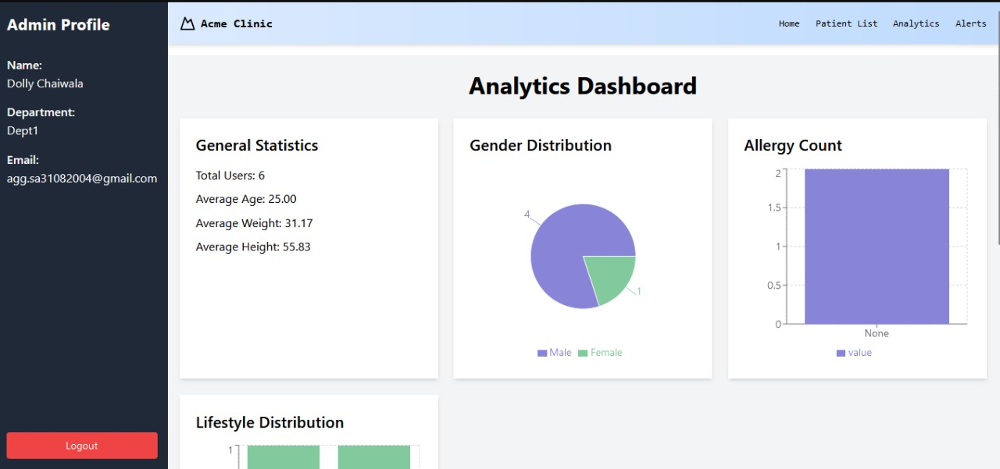 Admin Profile
Name:
Dolly Chaiwala
Department:
Dept1
Email:
agg.sa31082004@gmail.com
Logout
Acme Clinic
Home Patient List Analytics Alerts
Analytics Dashboard
General Statistics
Total Users: 6
Average Age: 25.00
Average Weight: 31.17
Average Height: 55.83
Gender Distribution
4
1
Male Female
Allergy Count
2
1.5
1
0.5
0
None
value
Lifestyle Distribution
1